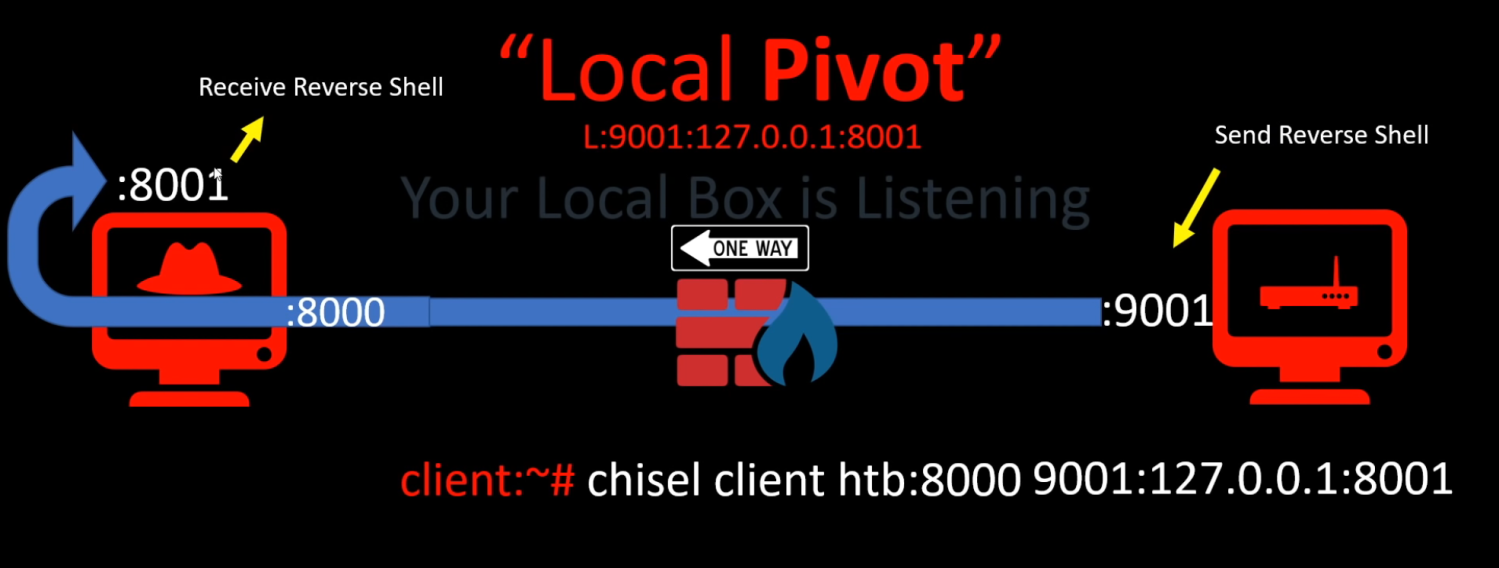 “Local Pivot”
Receive Reverse Shell
L:9001:127.0.0.1:8001
Send Reverse Shell
:8001
Your Local Box is Listening
ONE WAY
:8000
:9001
client:~# chisel client htb:8000 9001:127.0.0.1:8001